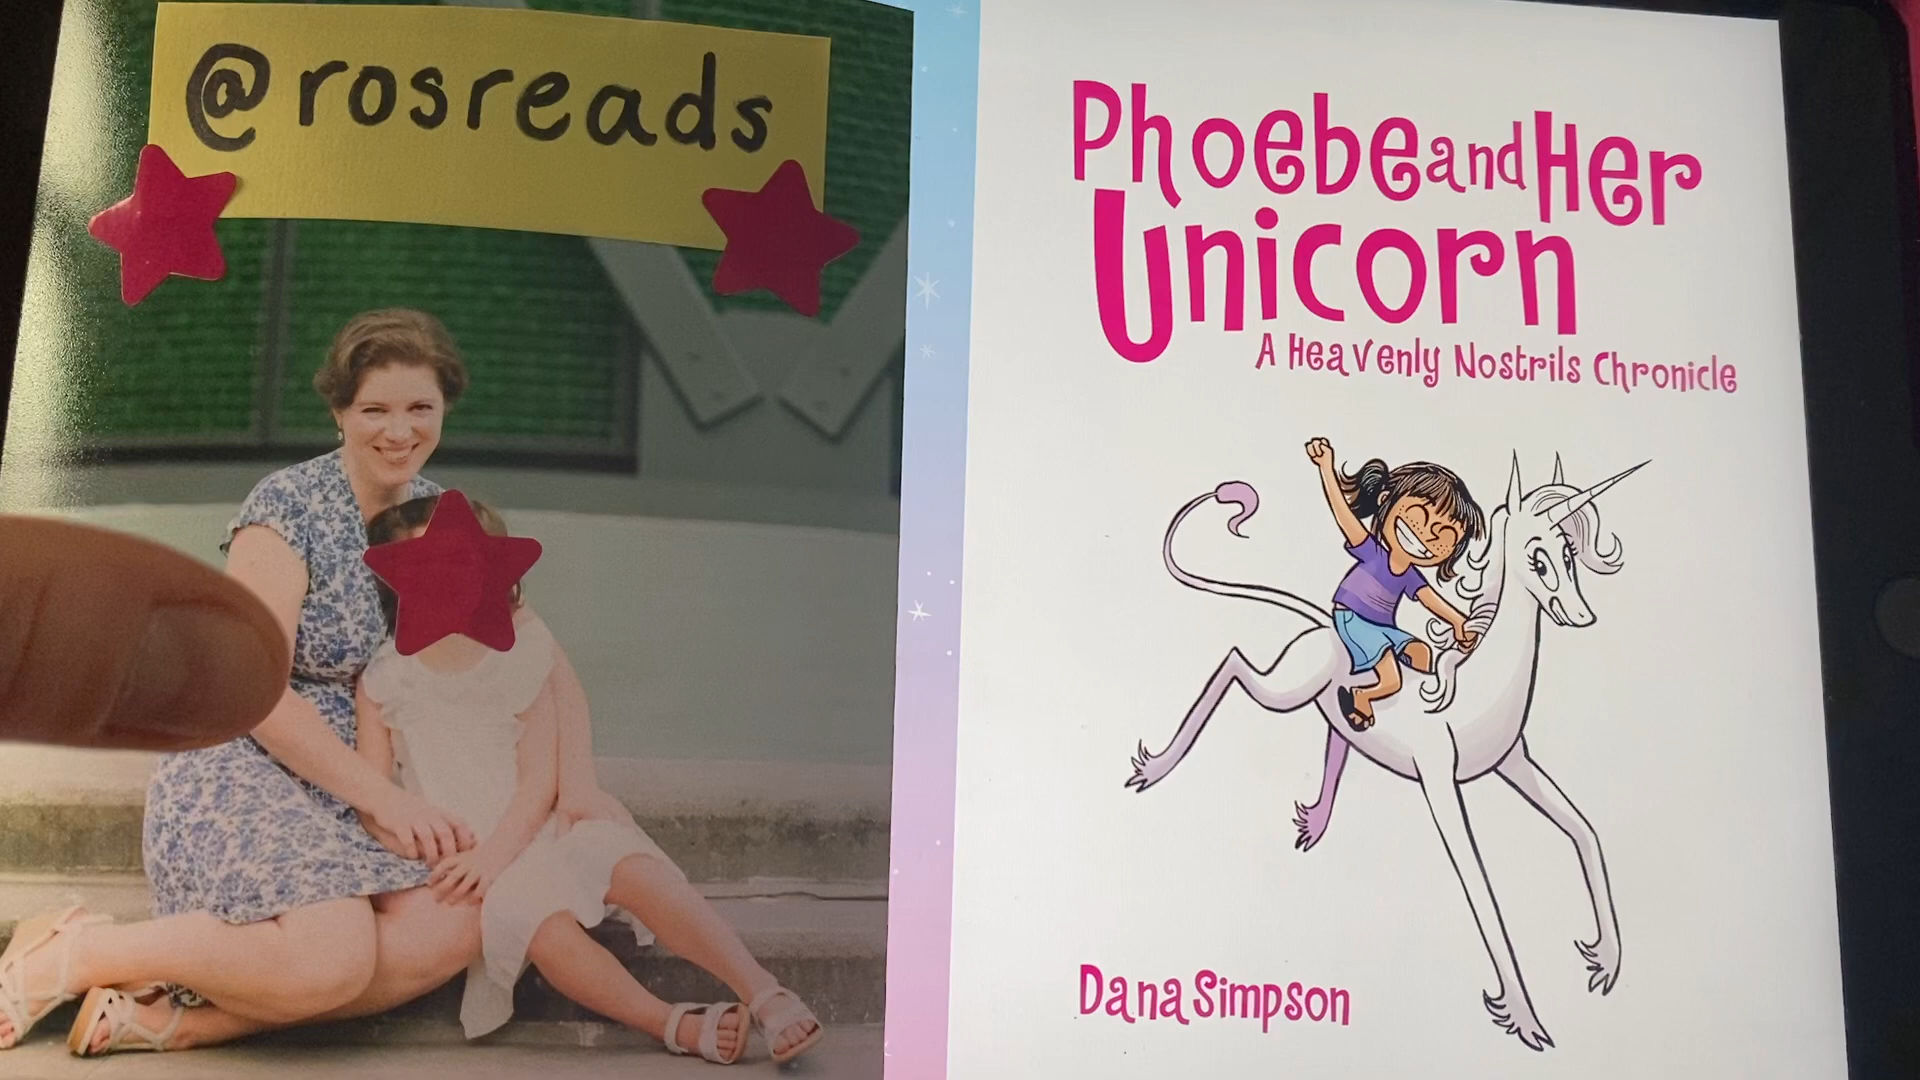 @rosreads
Phoebe and Her
Unicorn
A Heavenly Nostrils Chronicle
Dana Simpson